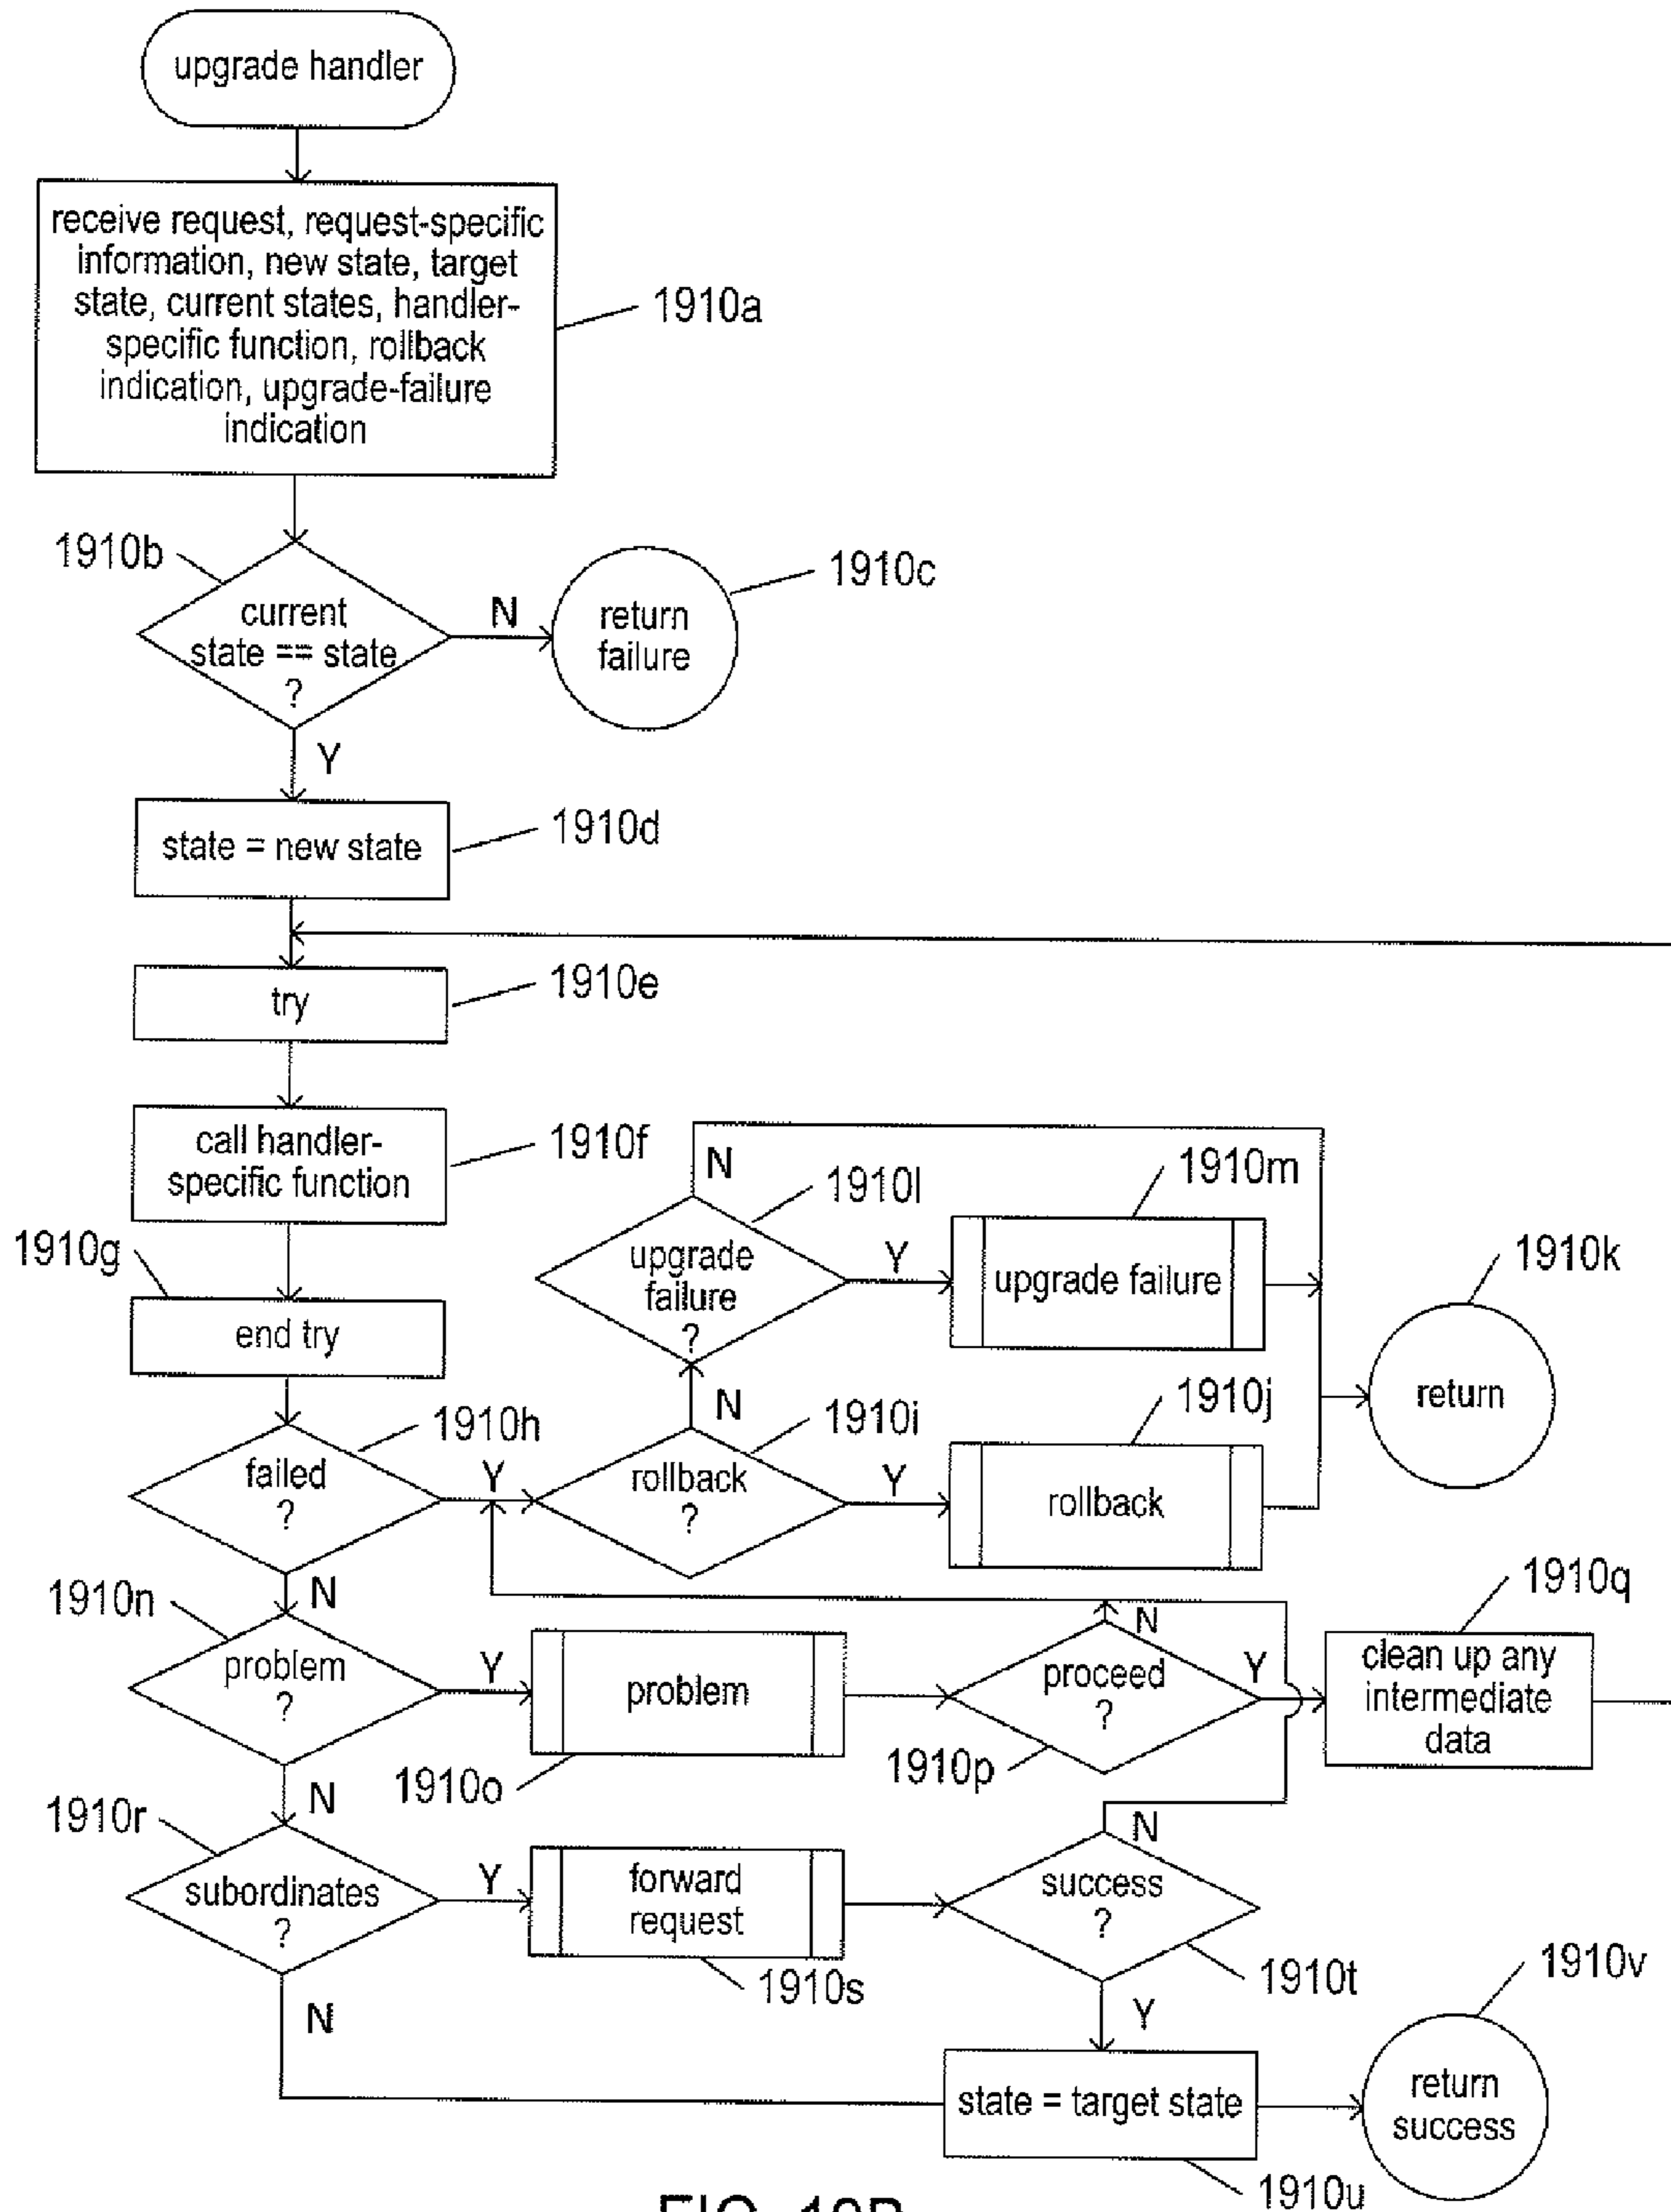 upgrade handler
receive request, request-specific
information, new state, target
state, current states, handler-
specific function, rollback
indication, upgrade-failure
indication
1910a
1910b
current
state == state
?
N
return
failure
1910c
Y
state = new state
1910d
try
1910e
call handler-
specific function
1910f
1910g
end try
N
1910l
upgrade
failure
?
Y
1910m
upgrade failure
1910k
return
N
1910h
failed
?
Y
1910i
rollback
?
Y
1910j
rollback
N
1910n
problem
?
Y
problem
1910o
N
proceed
?
1910p
Y
1910q
clean up any
intermediate
data
N
1910r
subordinates
?
Y
forward
request
1910s
N
success
?
1910t
Y
N
state = target state
1910u
1910v
return
success